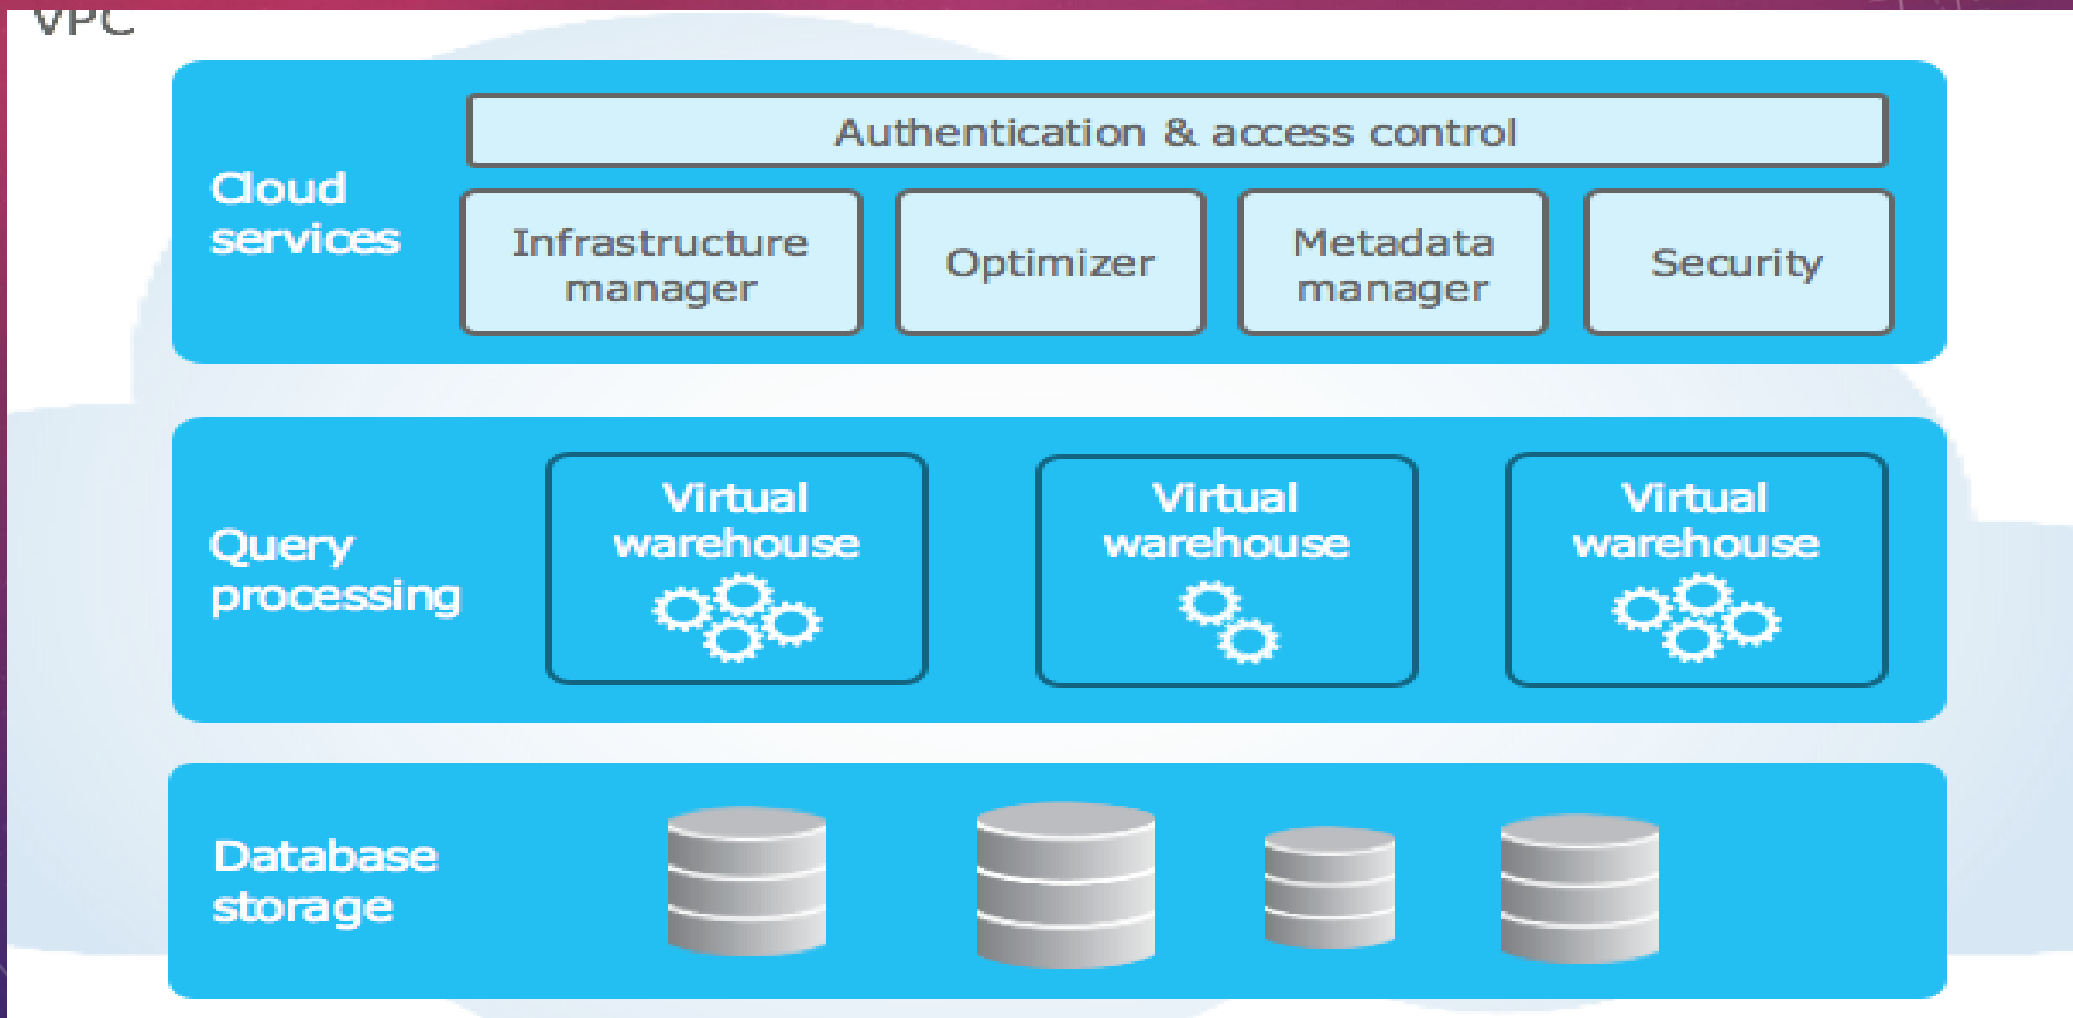 VPC
Authentication & access control
Cloud
services
Infrastructure
manager
Optimizer
Metadata
manager
Security
Query
processing
Virtual
warehouse
Virtual
warehouse
Virtual
warehouse
Database
storage